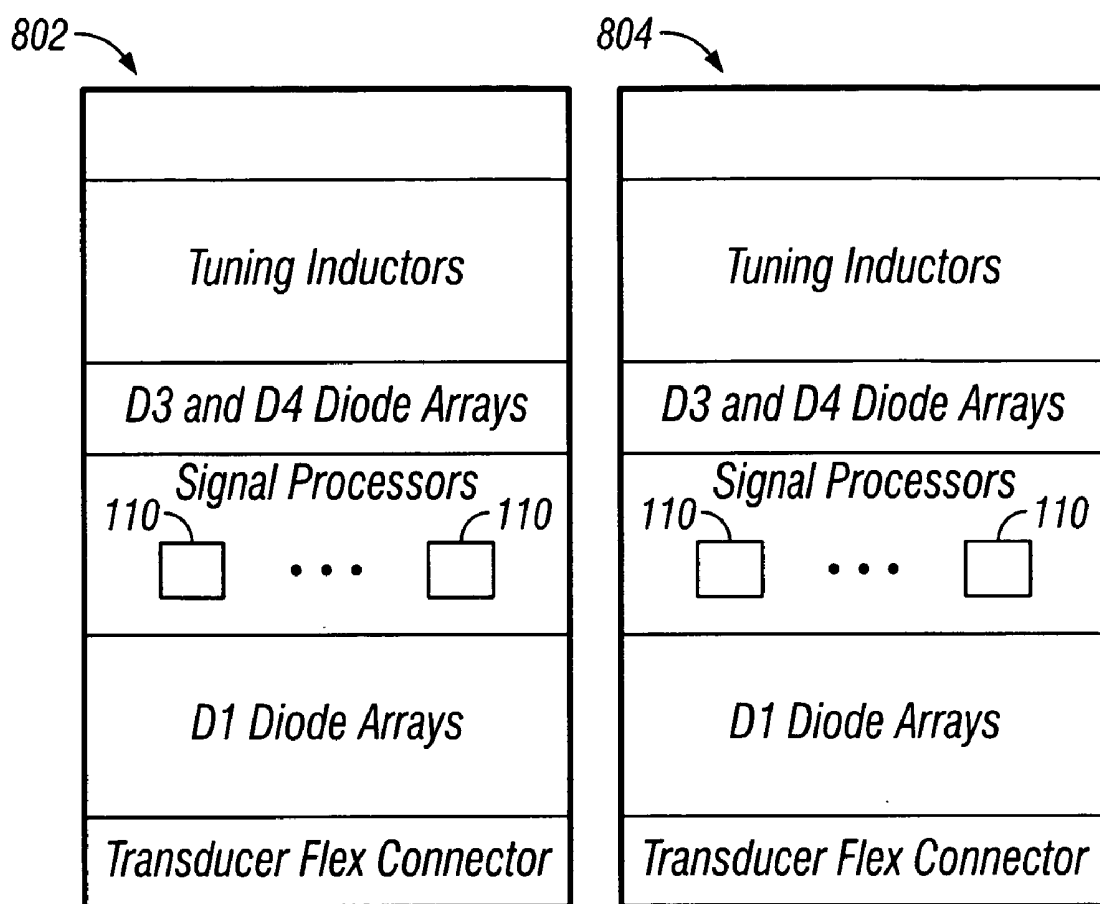 802
804
Tuning Inductors
Tuning Inductors
D3 and D4 Diode Arrays
D3 and D4 Diode Arrays
Signal Processors
Signal Processors
110
110
110
110
D1 Diode Arrays
D1 Diode Arrays
Transducer Flex Connector
Transducer Flex Connector